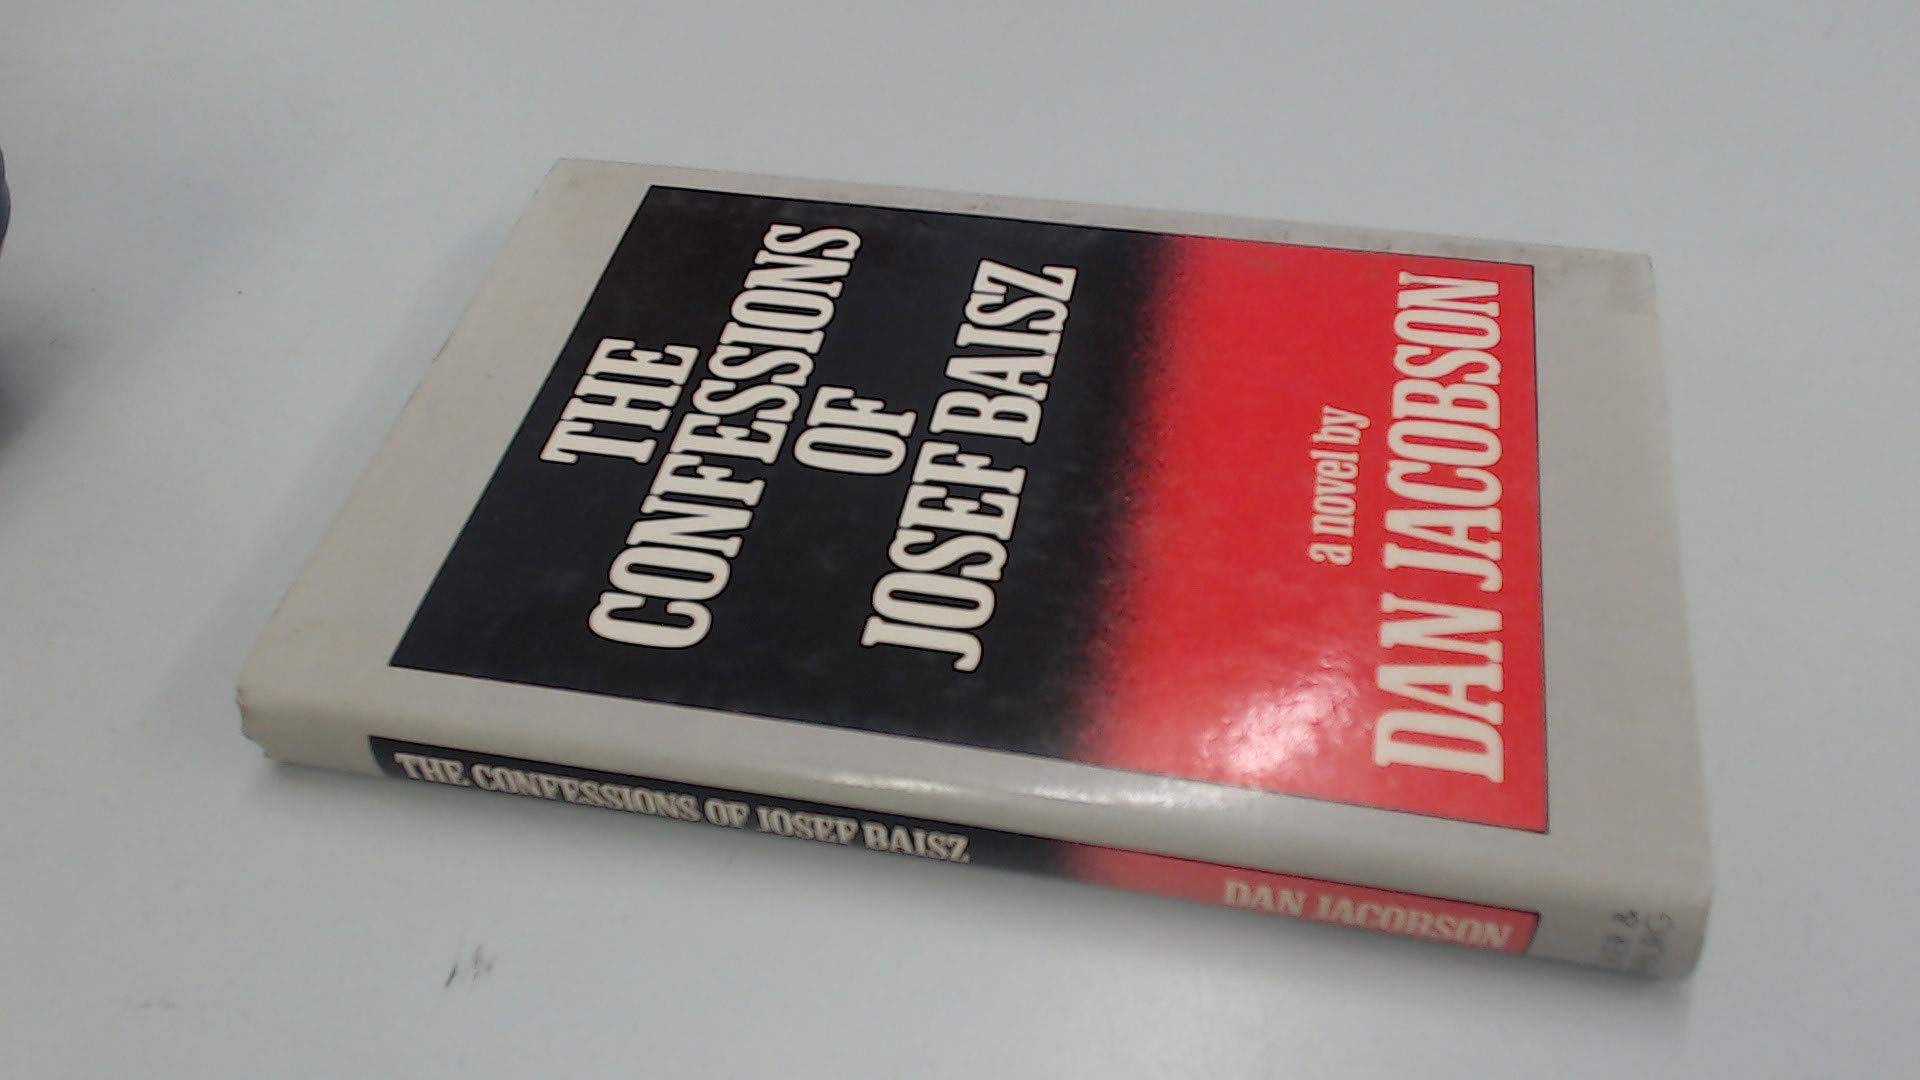 THE
CONFESSIONS
OF
JOSEF BAISZ
a novel by
DAN JACOBSON
THE CONFESSIONS OF JOSEF BAISZ
DAN JACOBSON
&